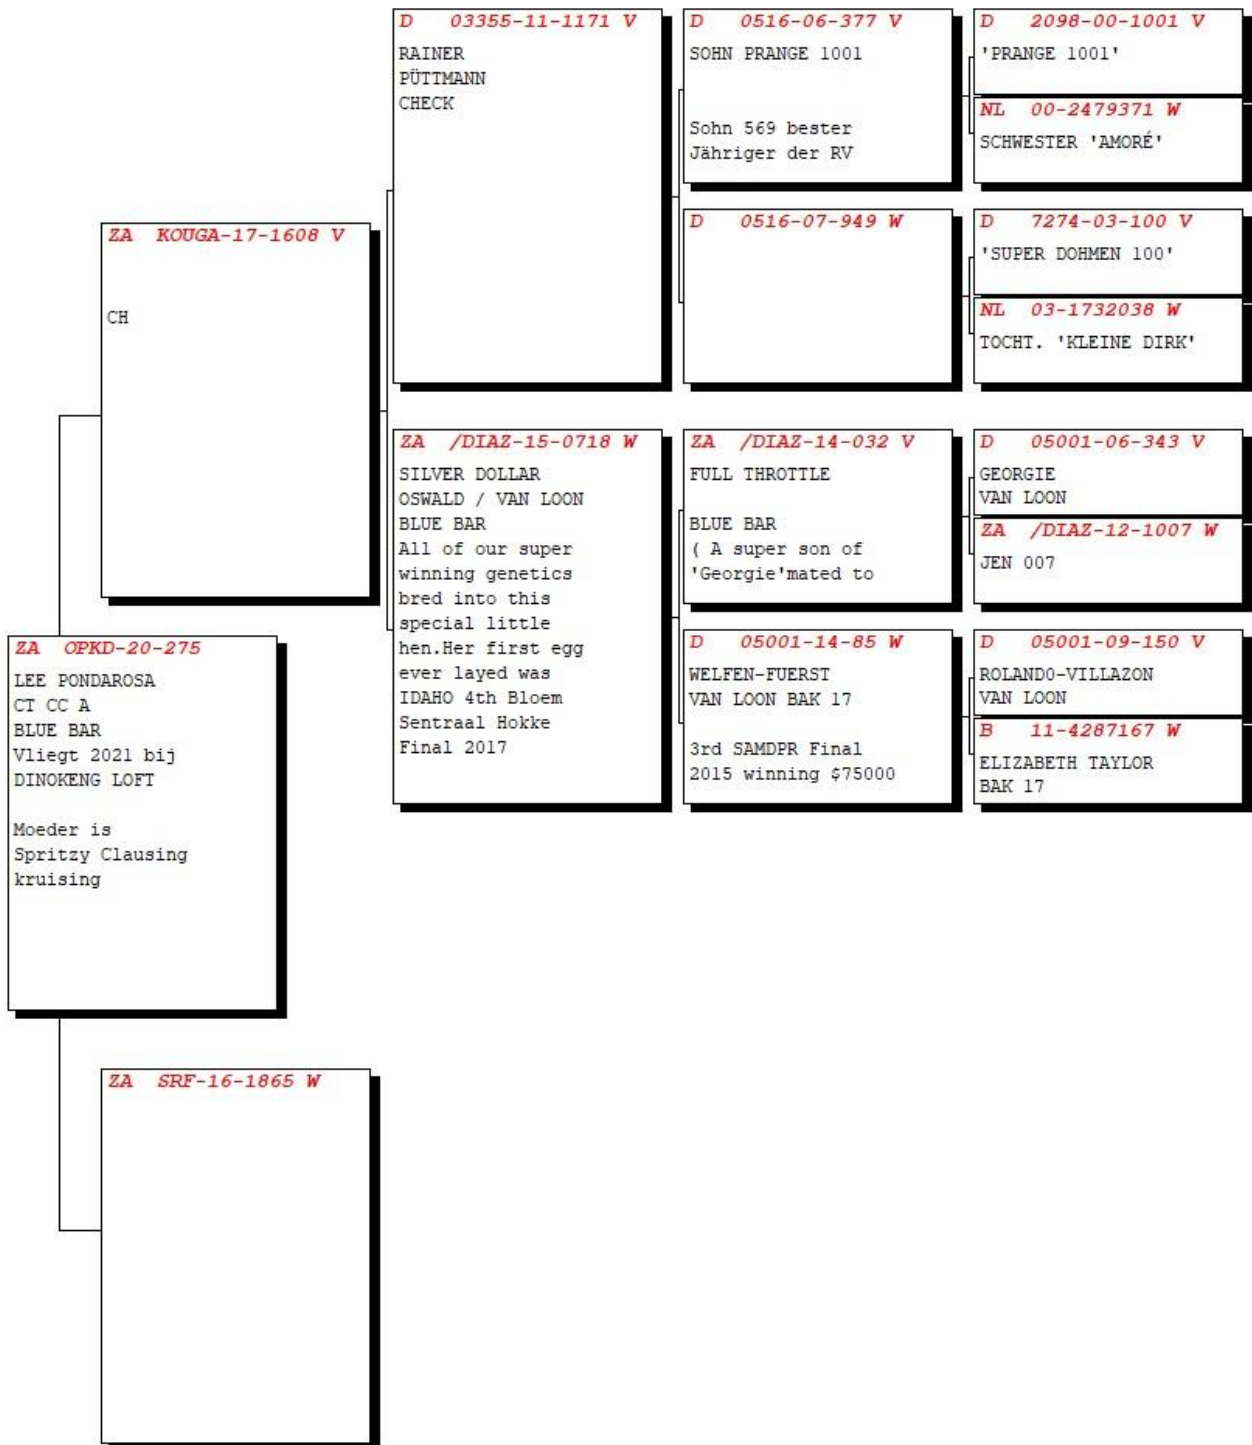 D 03355-11-1171 V
RAINER
PÜTTMANN
CHECK
D 0516-06-377 V
SOHN PRANGE 1001
Sohn 569 bester
Jähriger der RV
D 2098-00-1001 V
'PRANGE 1001'
NL 00-2479371 W
SCHWESTER 'AMORÉ'
ZA KOUGA-17-1608 V
CH
D 0516-07-949 W
D 7274-03-100 V
'SUPER DOHMEN 100'
NL 03-1732038 W
TOCHT. 'KLEINE DIRK'
ZA /DIAZ-15-0718 W
SILVER DOLLAR
OSWALD / VAN LOON
BLUE BAR
All of our super
winning genetics
bred into this
special little
hen.Her first egg
ever layed was
IDAHO 4th Bloem
Sentraal Hokke
Final 2017
ZA /DIAZ-14-032 V
FULL THROTTLE
BLUE BAR
( A super son of
'Georgie'mated to
D 05001-06-343 V
GEORGIE
VAN LOON
ZA /DIAZ-12-1007 W
JEN 007
D 05001-14-85 W
WELFEN-FUERST
VAN LOON BAK 17
3rd SAMDPR Final
2015 winning $75000
D 05001-09-150 V
ROLANDO-VILLAZON
VAN LOON
B 11-4287167 W
ELIZABETH TAYLOR
BAK 17
ZA OPKD-20-275
LEE PONDAROSA
CT CC A
BLUE BAR
Vliegt 2021 bij
DINOKENG LOFT
Moeder is
Spritzy Clausing
kruising
ZA SRF-16-1865 W